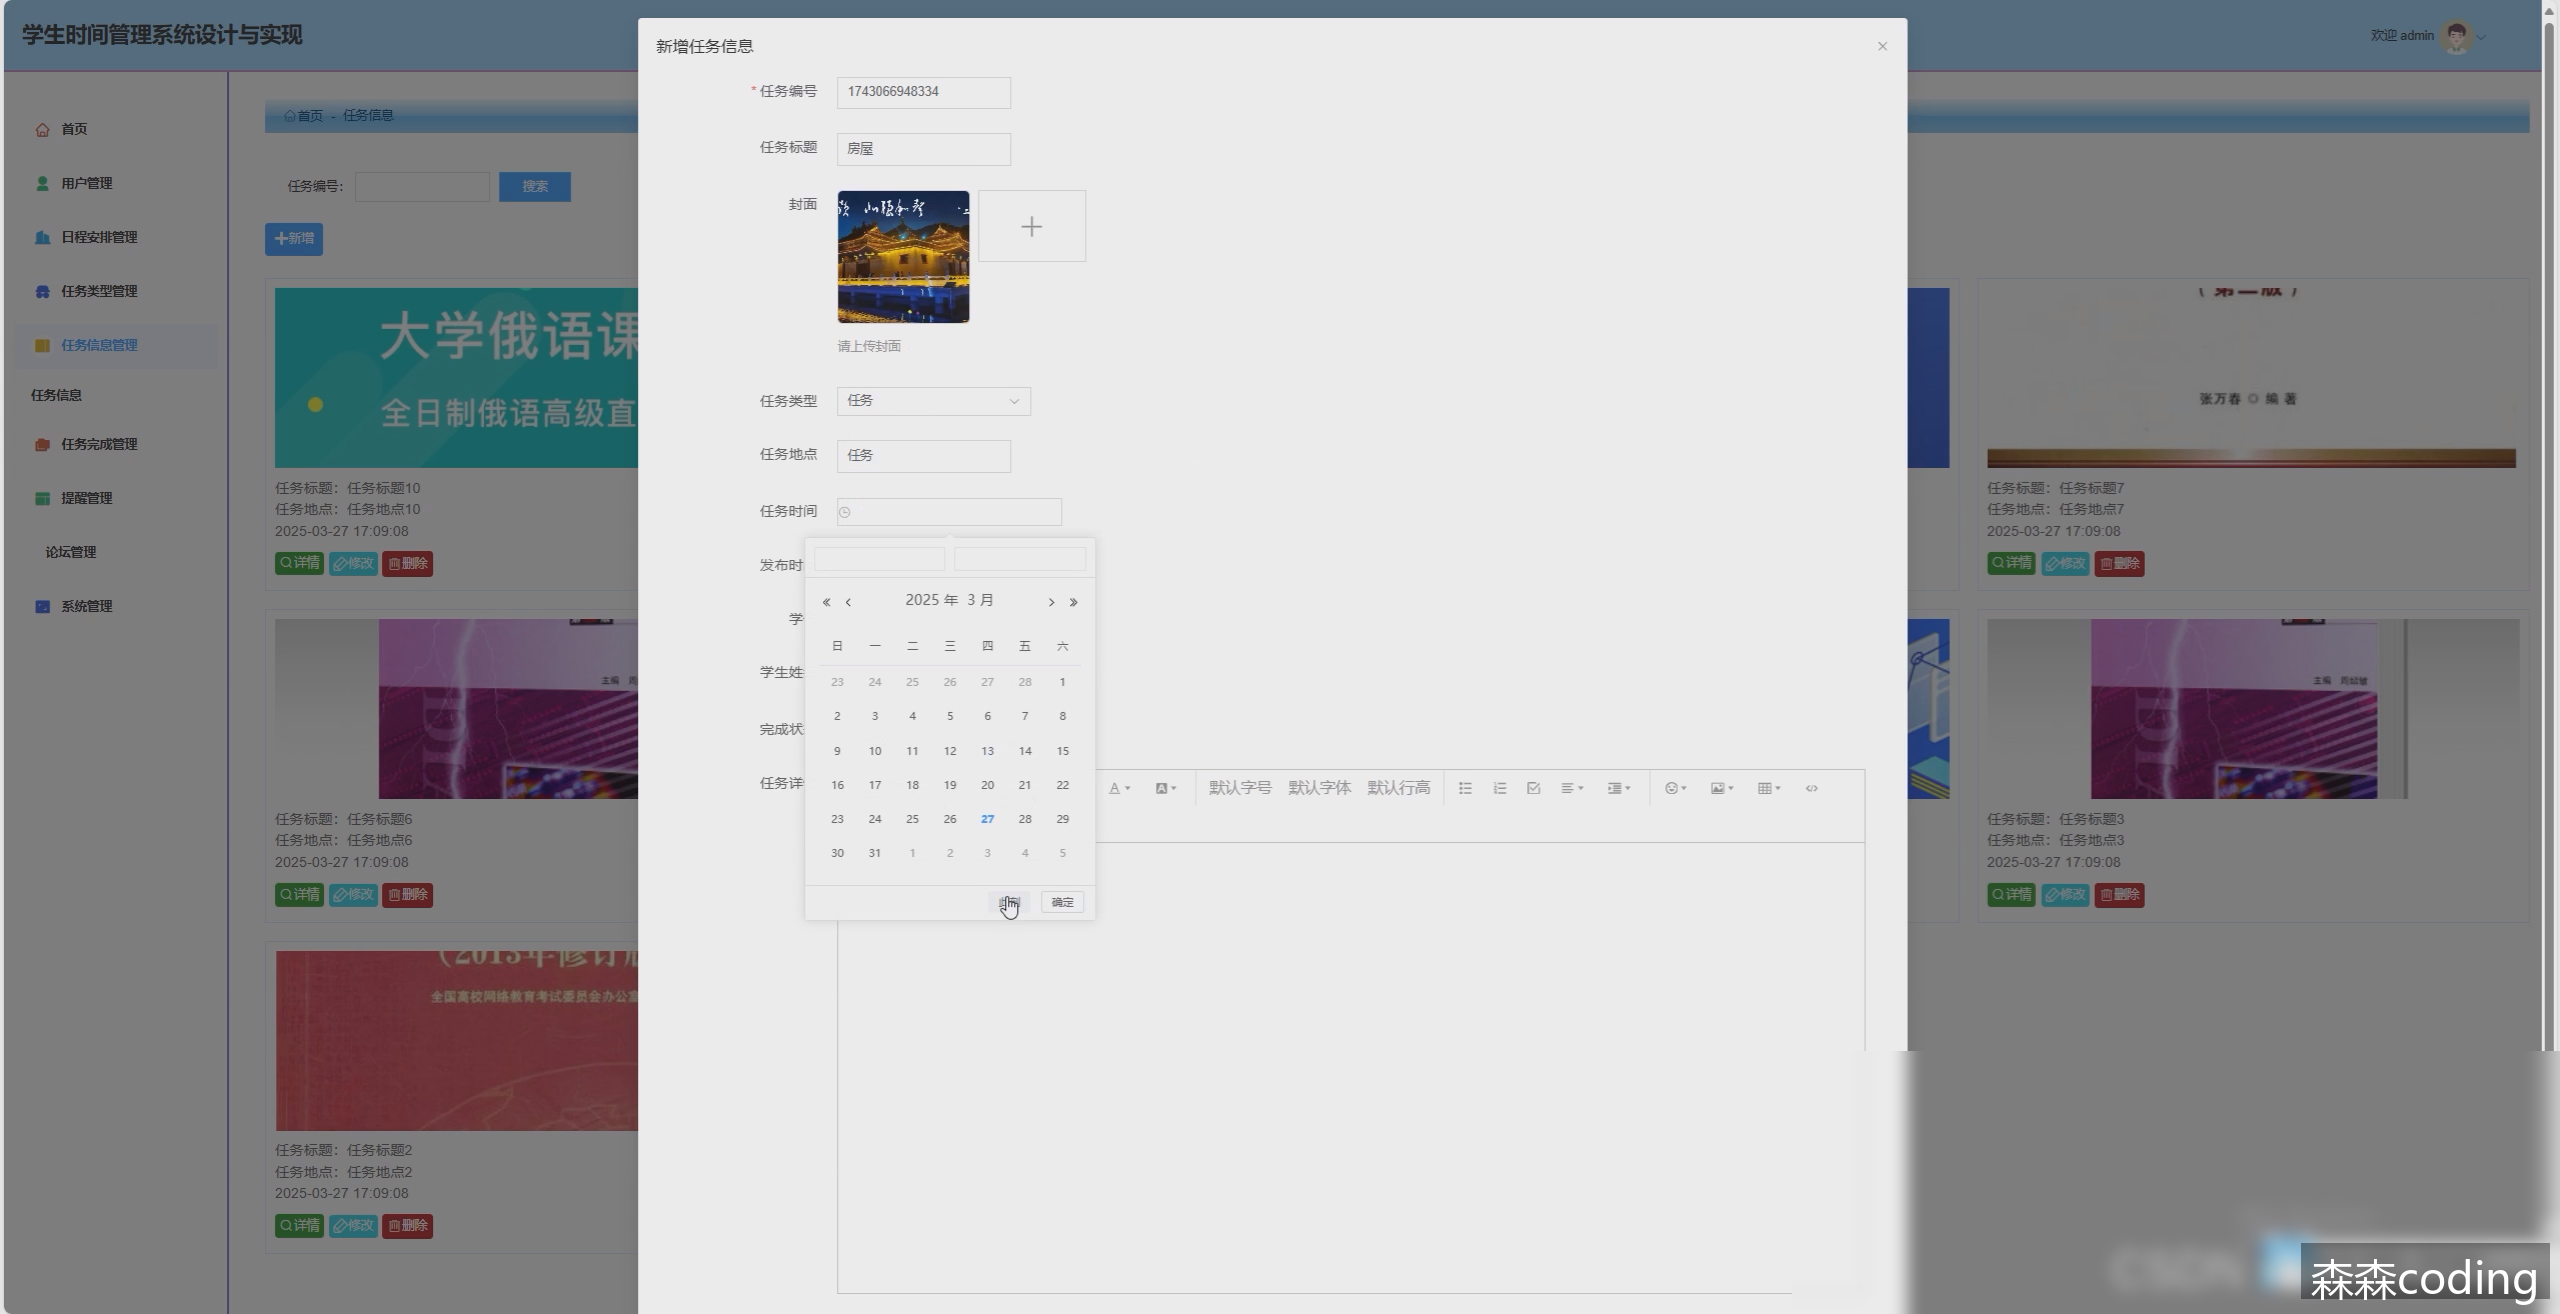 学生时间管理系统设计与实现
欢迎 admin
首页
用户管理
日程安排管理
任务类型管理
任务信息管理
任务信息
任务完成管理
提醒管理
论坛管理
系统管理
首页 - 任务信息
任务编号:
搜索
新增
大学俄语课
全日制俄语高级直
任务标题：任务标题10
任务地点：任务地点10
2025-03-27 17:09:08
详情 修改 删除
主编
任务标题：任务标题6
任务地点：任务地点6
2025-03-27 17:09:08
详情 修改 删除
（2013年修订
全国高校网络教育考试委员会办公室
任务标题：任务标题2
任务地点：任务地点2
2025-03-27 17:09:08
详情 修改 删除
新增任务信息
* 任务编号 1743066948334
任务标题 房屋
封面
请上传封面
任务类型 任务
任务地点 任务
任务时间
发布时
学
学生姓
完成状
任务详
2025 年 3 月
日 一 二 三 四 五 六
23 24 25 26 27 28 1
2 3 4 5 6 7 8
9 10 11 12 13 14 15
16 17 18 19 20 21 22
23 24 25 26 27 28 29
30 31 1 2 3 4 5
确定
默认字号 默认字体 默认行高
张万春 ◎ 编 著
任务标题：任务标题7
任务地点：任务地点7
2025-03-27 17:09:08
详情 修改 删除
主编
任务标题：任务标题3
任务地点：任务地点3
2025-03-27 17:09:08
详情 修改 删除
CSDN
森森coding